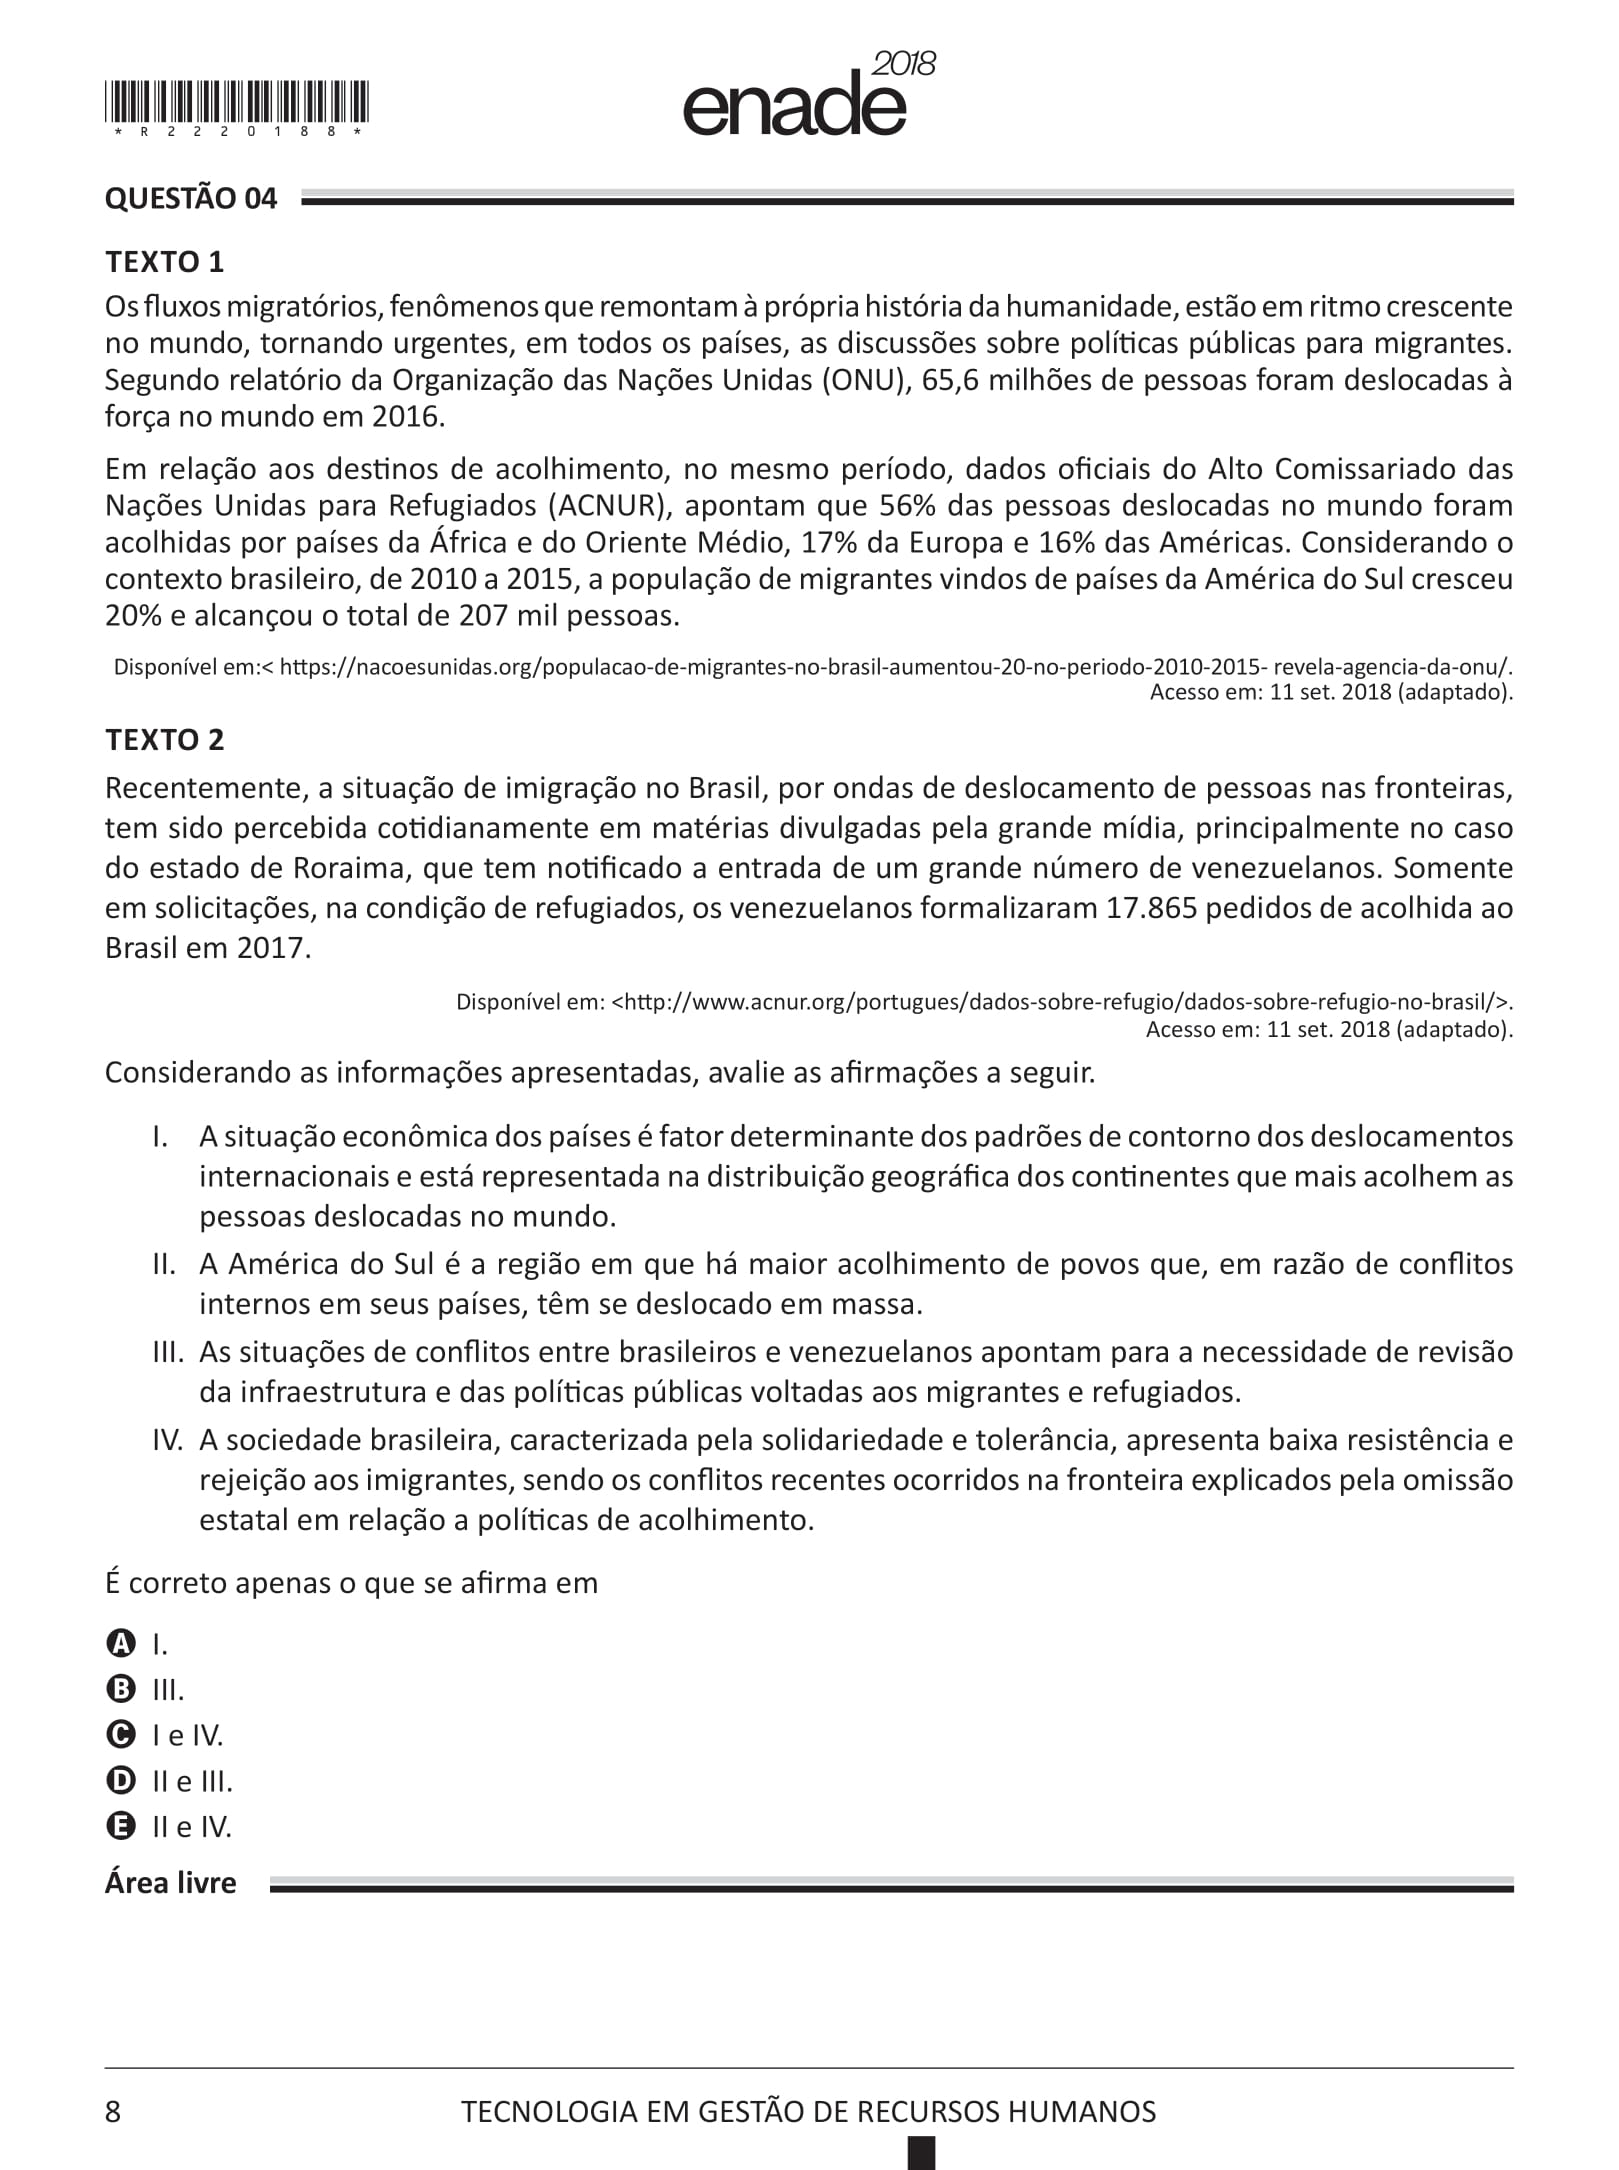 * R 2 2 2 0 1 8 8 *
enade 2018
QUESTÃO 04
TEXTO 1
Os fluxos migratórios, fenômenos que remontam à própria história da humanidade, estão em ritmo crescente
no mundo, tornando urgentes, em todos os países, as discussões sobre políticas públicas para migrantes.
Segundo relatório da Organização das Nações Unidas (ONU), 65,6 milhões de pessoas foram deslocadas à
força no mundo em 2016.
Em relação aos destinos de acolhimento, no mesmo período, dados oficiais do Alto Comissariado das
Nações Unidas para Refugiados (ACNUR), apontam que 56% das pessoas deslocadas no mundo foram
acolhidas por países da África e do Oriente Médio, 17% da Europa e 16% das Américas. Considerando o
contexto brasileiro, de 2010 a 2015, a população de migrantes vindos de países da América do Sul cresceu
20% e alcançou o total de 207 mil pessoas.
Disponível em:< https://nacoesunidas.org/populacao-de-migrantes-no-brasil-aumentou-20-no-periodo-2010-2015- revela-agencia-da-onu/.
Acesso em: 11 set. 2018 (adaptado).
TEXTO 2
Recentemente, a situação de imigração no Brasil, por ondas de deslocamento de pessoas nas fronteiras,
tem sido percebida cotidianamente em matérias divulgadas pela grande mídia, principalmente no caso
do estado de Roraima, que tem notificado a entrada de um grande número de venezuelanos. Somente
em solicitações, na condição de refugiados, os venezuelanos formalizaram 17.865 pedidos de acolhida ao
Brasil em 2017.
Disponível em: <http://www.acnur.org/portugues/dados-sobre-refugio/dados-sobre-refugio-no-brasil/>.
Acesso em: 11 set. 2018 (adaptado).
Considerando as informações apresentadas, avalie as afirmações a seguir.
I. A situação econômica dos países é fator determinante dos padrões de contorno dos deslocamentos
internacionais e está representada na distribuição geográfica dos continentes que mais acolhem as
pessoas deslocadas no mundo.
II. A América do Sul é a região em que há maior acolhimento de povos que, em razão de conflitos
internos em seus países, têm se deslocado em massa.
III. As situações de conflitos entre brasileiros e venezuelanos apontam para a necessidade de revisão
da infraestrutura e das políticas públicas voltadas aos migrantes e refugiados.
IV. A sociedade brasileira, caracterizada pela solidariedade e tolerância, apresenta baixa resistência e
rejeição aos imigrantes, sendo os conflitos recentes ocorridos na fronteira explicados pela omissão
estatal em relação a políticas de acolhimento.
É correto apenas o que se afirma em
A I.
B III.
C I e IV.
D II e III.
E II e IV.
Área livre
8 TECNOLOGIA EM GESTÃO DE RECURSOS HUMANOS